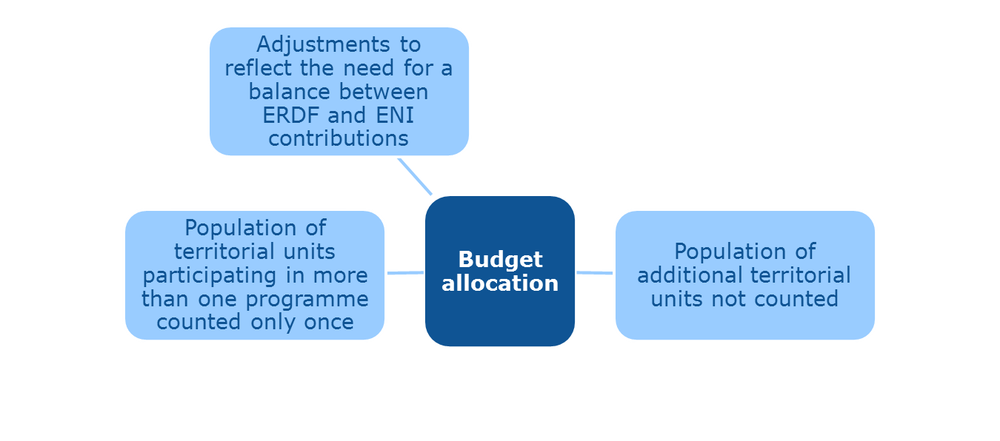 Adjustments to
reflect the need for a
balance between
ERDF and ENI
contributions
Population of
territorial units
participating in more
than one programme
counted only once
Budget
allocation
Population of
additional territorial
units not counted